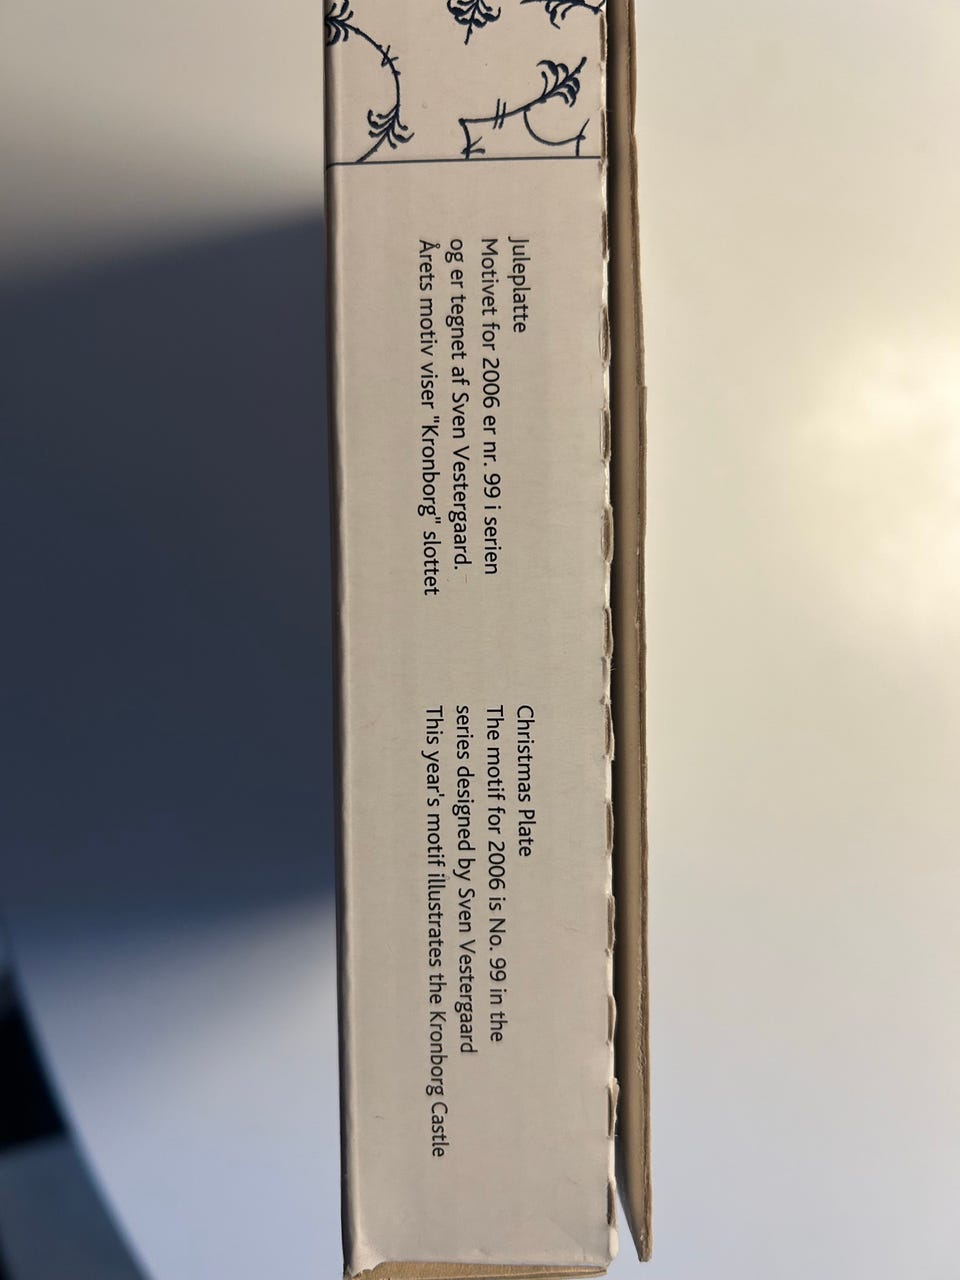 Juleplatte
Motivet for 2006 er nr. 99 i serien
og er tegnet af Sven Vestergaard.
Årets motiv viser "Kronborg" slottet
Christmas Plate
The motif for 2006 is No. 99 in the
series designed by Sven Vestergaard
This year's motif illustrates the Kronborg Castle